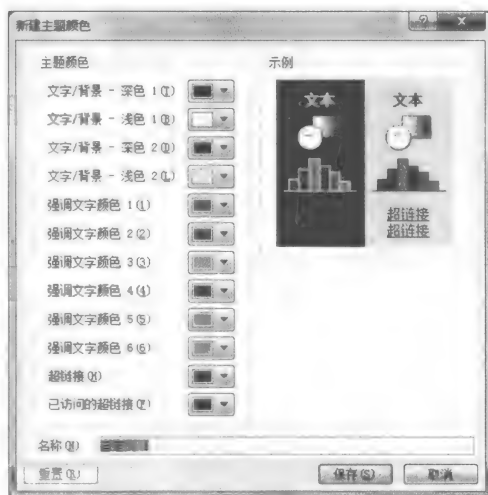 新建主题颜色
主题颜色
文字/背景 - 深色 1(T)
文字/背景 - 浅色 1(B)
文字/背景 - 深色 2(D)
文字/背景 - 浅色 2(L)
强调文字颜色 1(1)
强调文字颜色 2(2)
强调文字颜色 3(3)
强调文字颜色 4(4)
强调文字颜色 5(5)
强调文字颜色 6(6)
超链接(H)
已访问的超链接(F)
示例
文本 文本
超链接
超链接
名称(N)
重置(R) 保存(S) 取消